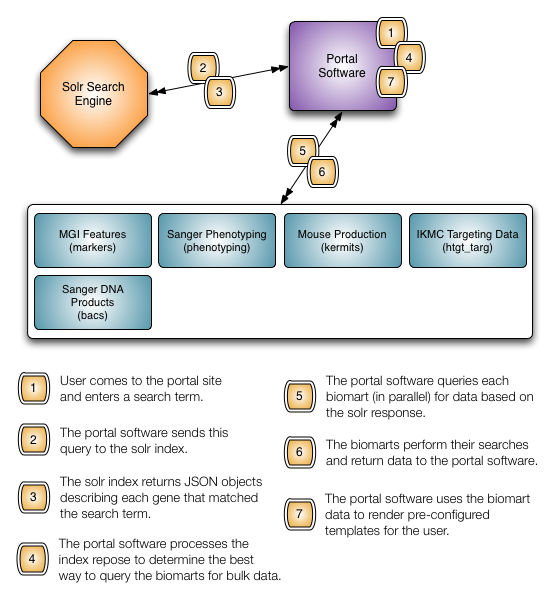 Solr Search
Engine
Portal
Software
1
4
7
2
3
5
6
MGI Features
(markers)
Sanger Phenotyping
(phenotyping)
Mouse Production
(kermits)
IKMC Targeting Data
(htgt_targ)
Sanger DNA
Products
(bacs)
1
User comes to the portal site
and enters a search term.
2
The portal software sends this
query to the solr index.
3
The solr index returns JSON objects
describing each gene that matched
the search term.
4
The portal software processes the
index repose to determine the best
way to query the biomarts for bulk data.
5
The portal software queries each
biomart (in parallel) for data based on
the solr response.
6
The biomarts perform their searches
and return data to the portal software.
7
The portal software uses the biomart
data to render pre-configured
templates for the user.